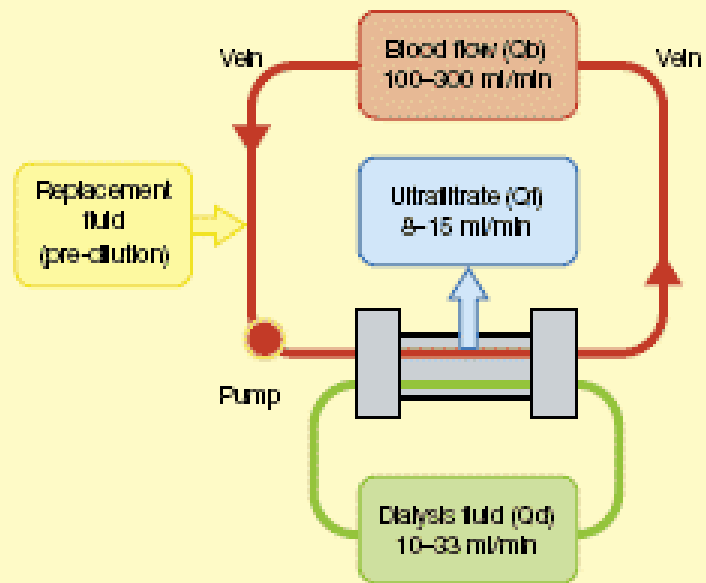 Vein
Blood flow (Qb)
100–300 ml/min
Vein
Replacement
fluid
(pre-dilution)
Ultrafiltrate (Qf)
8–15 ml/min
Pump
Dialysis fluid (Qd)
10–33 ml/min